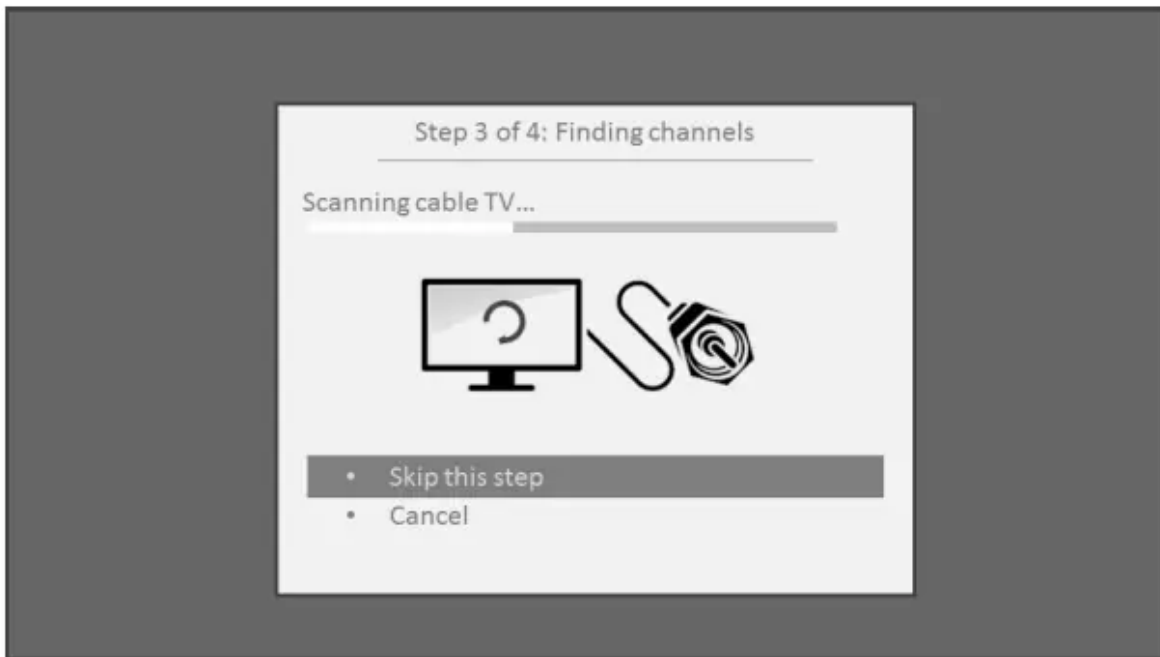 Step 3 of 4: Finding channels
Scanning cable TV...
• Skip this step
• Cancel